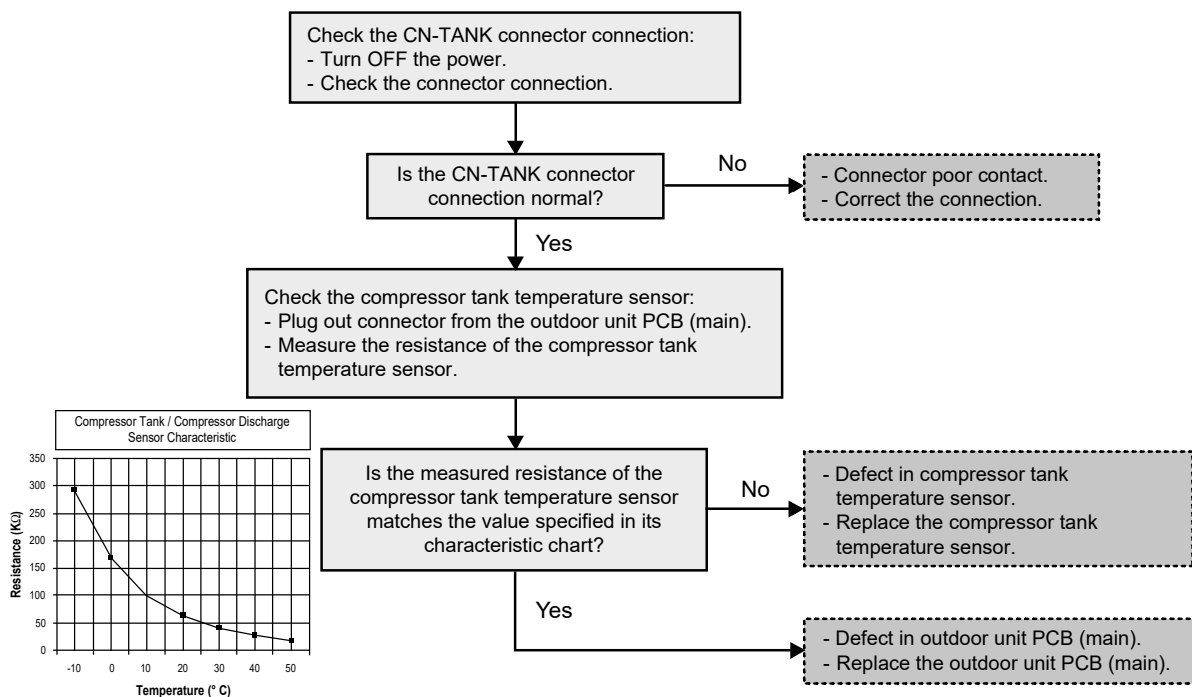 Check the CN-TANK connector connection:
- Turn OFF the power.
- Check the connector connection.
Is the CN-TANK connector
connection normal?
No
- Connector poor contact.
- Correct the connection.
Yes
Check the compressor tank temperature sensor:
- Plug out connector from the outdoor unit PCB (main).
- Measure the resistance of the compressor tank
temperature sensor.
Compressor Tank / Compressor Discharge
Sensor Characteristic
Resistance (KΩ)
350
300
250
200
150
100
50
0
-10
0
10
20
30
40
50
Temperature (° C)
Is the measured resistance of the
compressor tank temperature sensor
matches the value specified in its
characteristic chart?
No
- Defect in compressor tank
temperature sensor.
- Replace the compressor tank
temperature sensor.
Yes
- Defect in outdoor unit PCB (main).
- Replace the outdoor unit PCB (main).